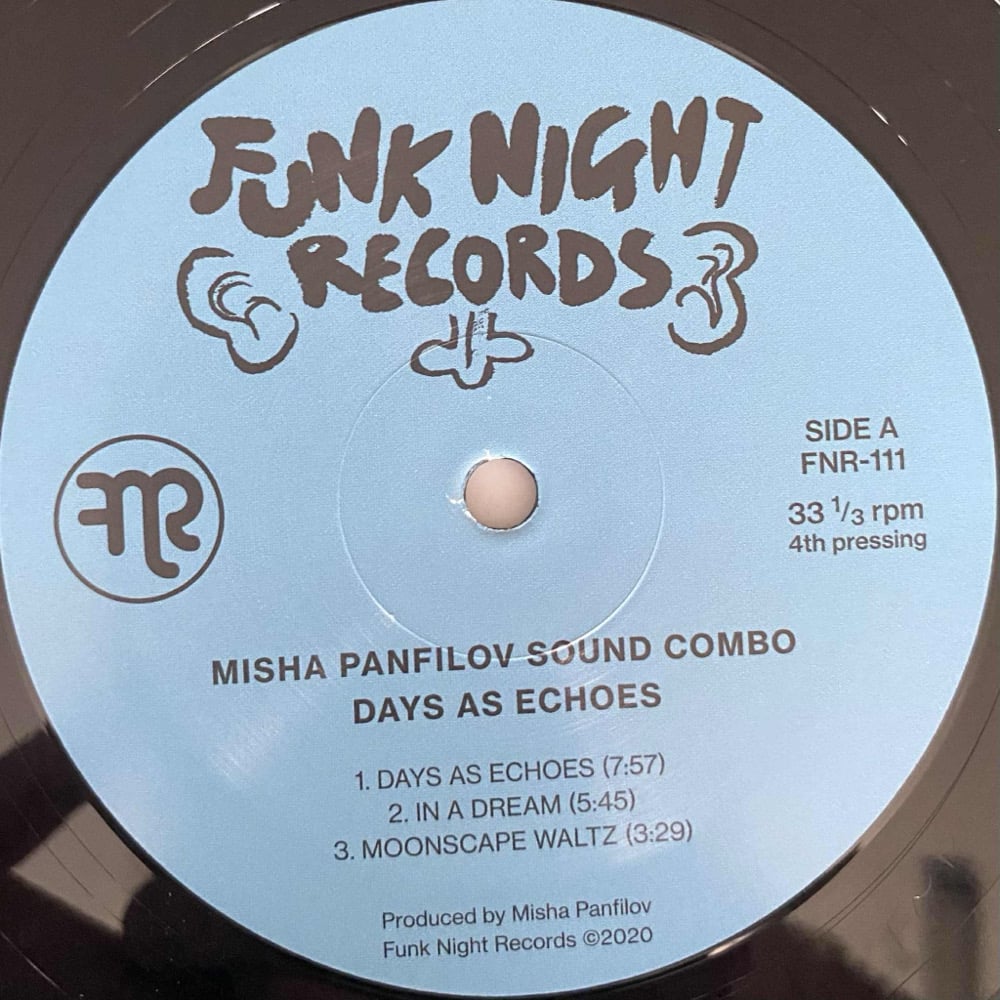 FUNK NIGHT
RECORDS
FNR
SIDE A
FNR-111
33 1/3 rpm
4th pressing
MISHA PANFILOV SOUND COMBO
DAYS AS ECHOES
1. DAYS AS ECHOES (7:57)
2. IN A DREAM (5:45)
3. MOONSCAPE WALTZ (3:29)
Produced by Misha Panfilov
Funk Night Records ©2020